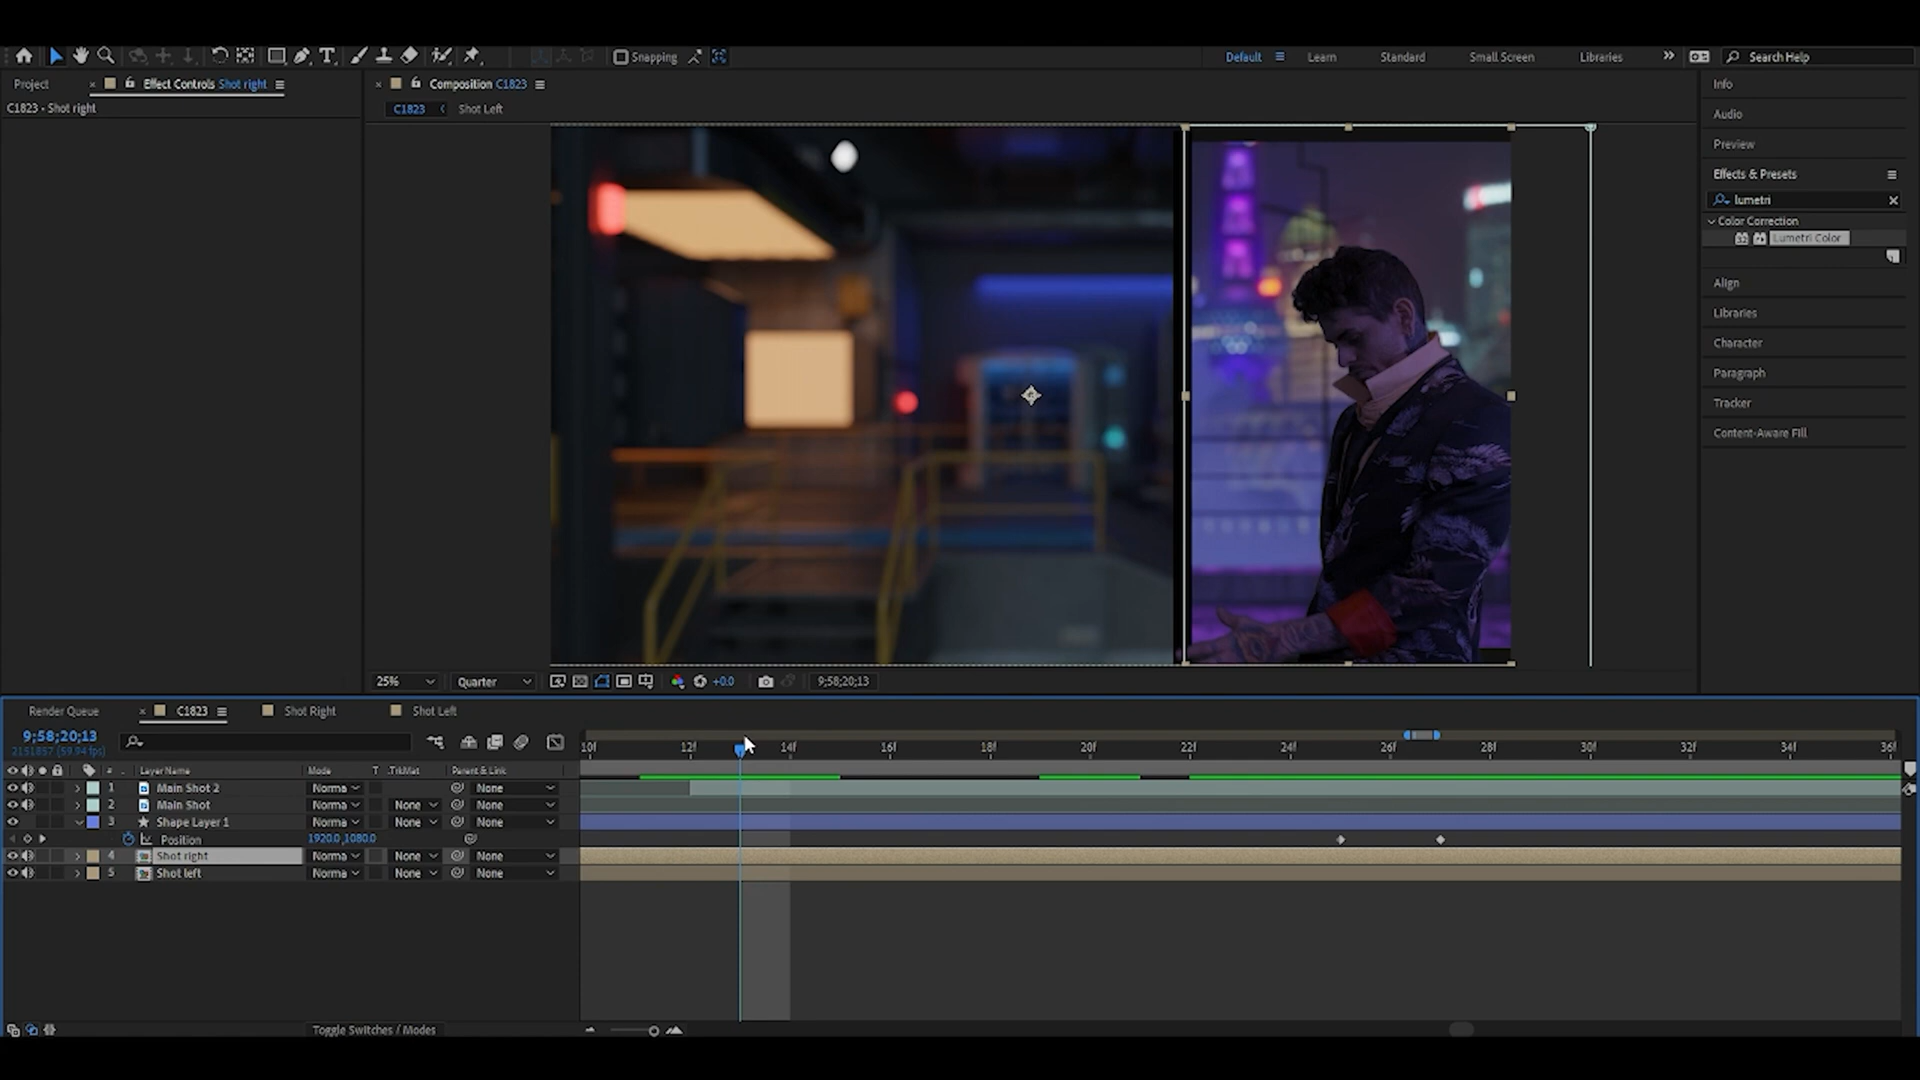 Snapping
Default
Learn
Standard
Small Screen
Libraries
Search Help
Project
Effect Controls Shot right
Composition C1823
Info
C1823 - Shot right
C1823
Shot Left
Audio
Preview
Effects & Presets
lumetri
Color Correction
Lumetri Color
Align
Libraries
Character
Paragraph
Tracker
Content-Aware Fill
25%
Quarter
+0.0
9;58;20;13
Render Queue
C1823
Shot Right
Shot Left
9;58;20;13
2151857 (59.94 fps)
10f 12f 14f 16f 18f 20f 22f 24f 26f 28f 30f 32f 34f 36f
# Layer Name Mode T .TrkMat Parent & Link
1 Main Shot 2 Norma None
2 Main Shot Norma None None
3 Shape Layer 1 Norma None None
Position 1920.0,1080.0
4 Shot right Norma None None
5 Shot left Norma None None
Toggle Switches / Modes